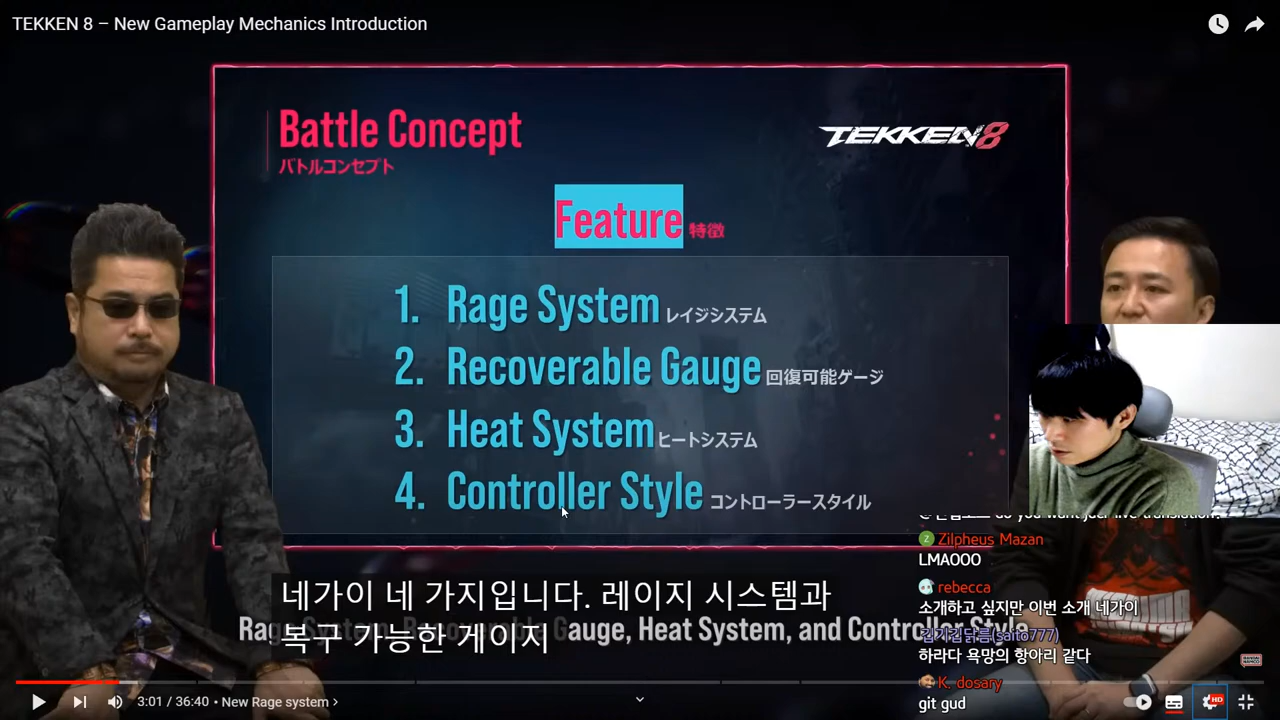 TEKKEN 8 – New Gameplay Mechanics Introduction
Battle Concept
バトルコンセプト
TEKKEN 8
Feature 特徴
1. Rage System レイジシステム
2. Recoverable Gauge 回復可能ゲージ
3. Heat System ヒートシステム
4. Controller Style コントローラースタイル
네가이 네 가지입니다. 레이지 시스템과
복구 가능한 게이지
Gauge, Heat System, and Controller Style
live translation?
Z Zilpheus Mazan
LMAOOO
rebecca
소개하고 싶지만 이번 소개 네가이
(saito777)
하라다 욕망의 항아리 같다
K. dosary
git gud
3:01 / 36:40 • New Rage system
HD